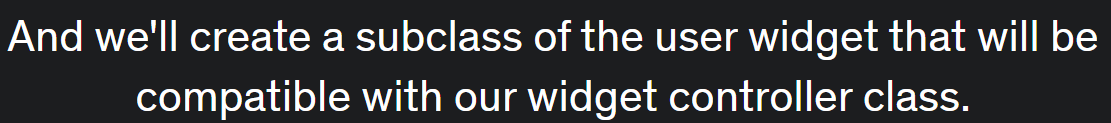 And we'll create a subclass of the user widget that will be
compatible with our widget controller class.